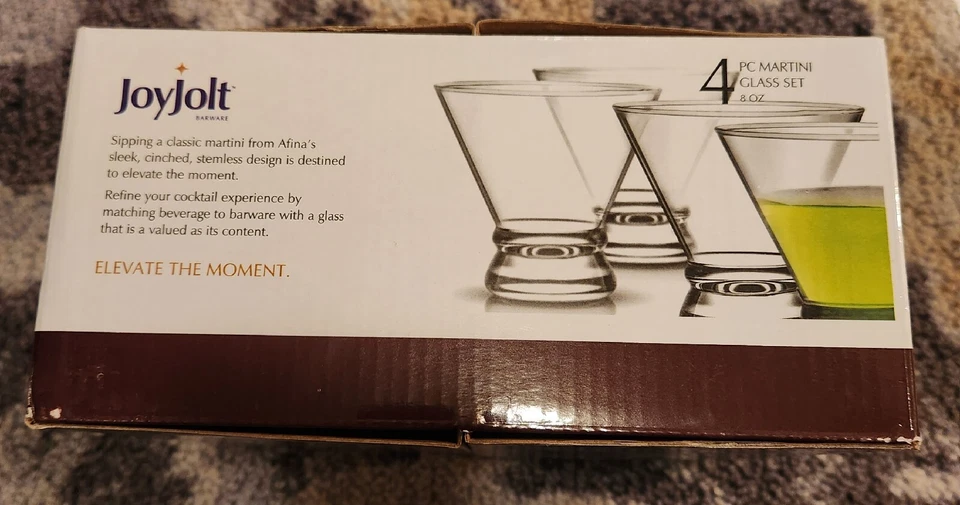 JoyJolt
BARWARE
Sipping a classic martini from Afina's
sleek, cinched, stemless design is destined
to elevate the moment.
Refine your cocktail experience by
matching beverage to barware with a glass
that is a valued as its content.
ELEVATE THE MOMENT.
4 PC MARTINI
GLASS SET
8 OZ